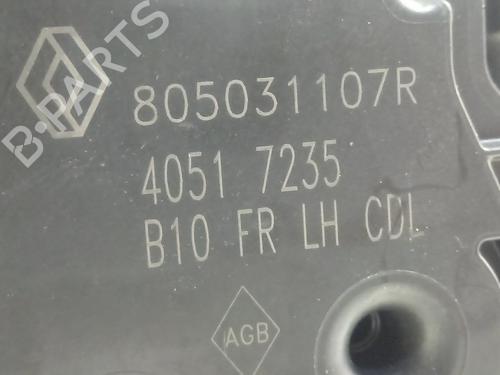 B-PARTS
805031107R
4051 7235
B10 FR LH CDL
AGB